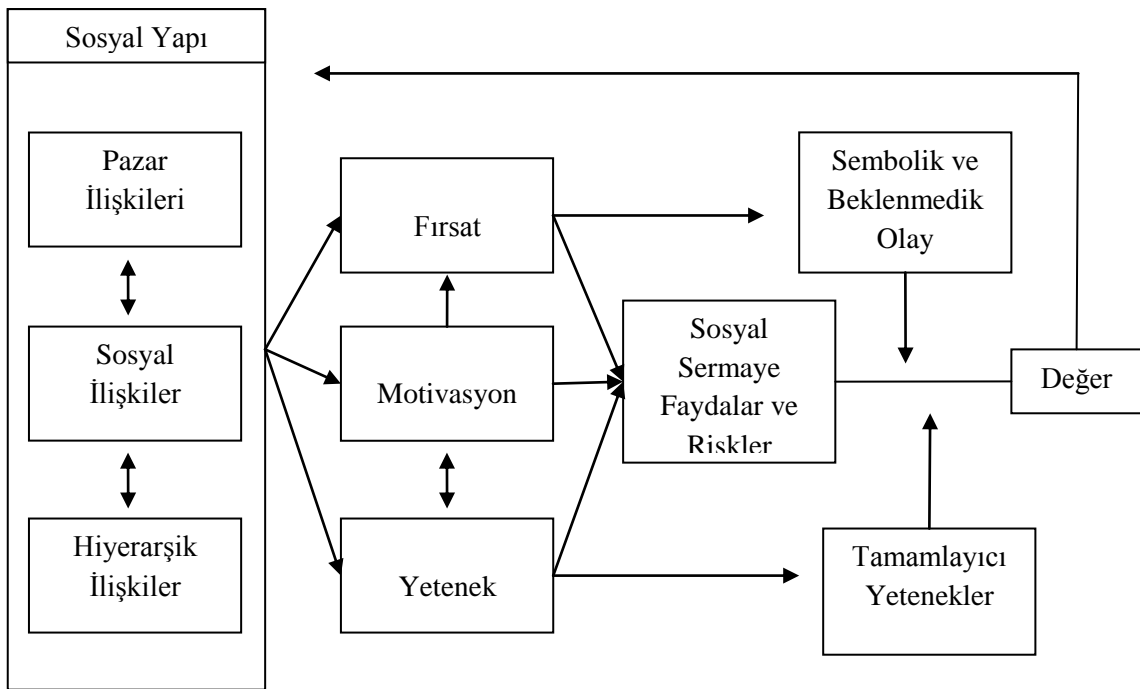 Sosyal Yapı
Pazar
İlişkileri
Sosyal
İlişkiler
Hiyerarşik
İlişkiler
Fırsat
Motivasyon
Yetenek
Sosyal
Sermaye
Faydalar ve
Riskler
Sembolik ve
Beklenmedik
Olay
Değer
Tamamlayıcı
Yetenekler